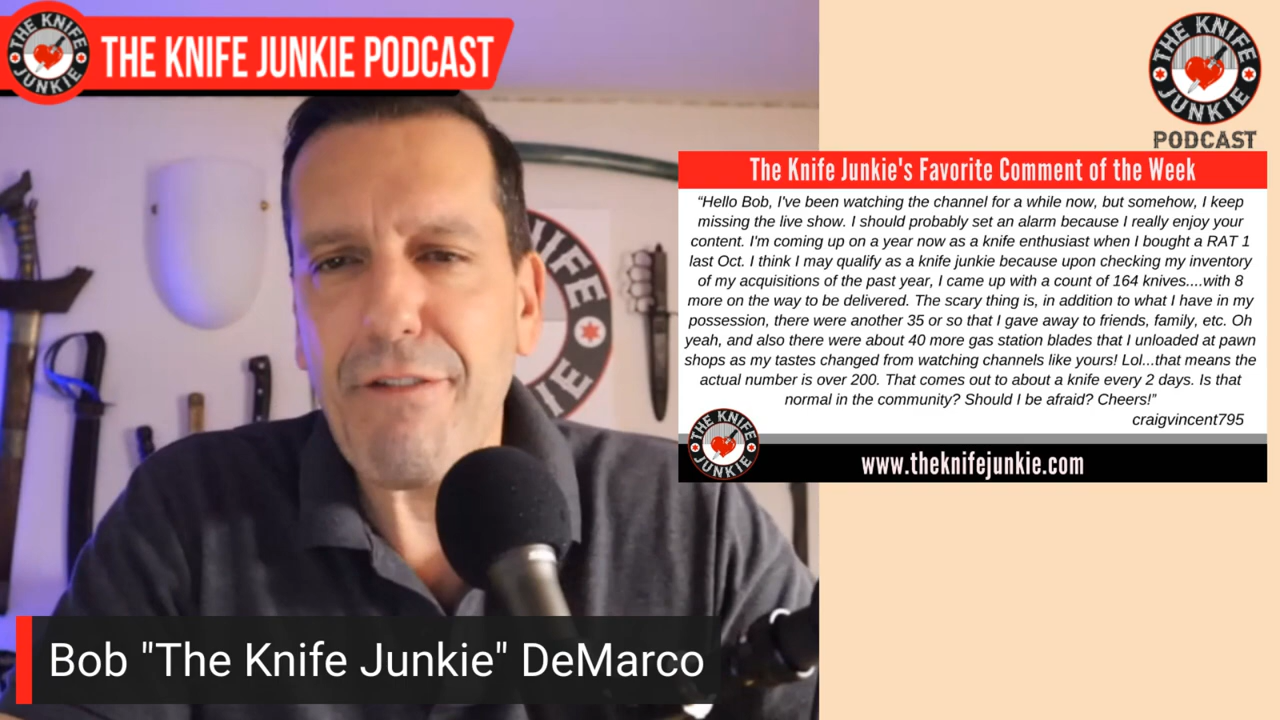 THE KNIFE JUNKIE
THE KNIFE JUNKIE PODCAST
THE KNIFE JUNKIE
PODCAST
The Knife Junkie's Favorite Comment of the Week
“Hello Bob, I've been watching the channel for a while now, but somehow, I keep
missing the live show. I should probably set an alarm because I really enjoy your
content. I'm coming up on a year now as a knife enthusiast when I bought a RAT 1
last Oct. I think I may qualify as a knife junkie because upon checking my inventory
of my acquisitions of the past year, I came up with a count of 164 knives....with 8
more on the way to be delivered. The scary thing is, in addition to what I have in my
possession, there were another 35 or so that I gave away to friends, family, etc. Oh
yeah, and also there were about 40 more gas station blades that I unloaded at pawn
shops as my tastes changed from watching channels like yours! Lol...that means the
actual number is over 200. That comes out to about a knife every 2 days. Is that
normal in the community? Should I be afraid? Cheers!”
craigvincent795
THE KNIFE JUNKIE
www.theknifejunkie.com
KNIFE
KIE
Bob "The Knife Junkie" DeMarco